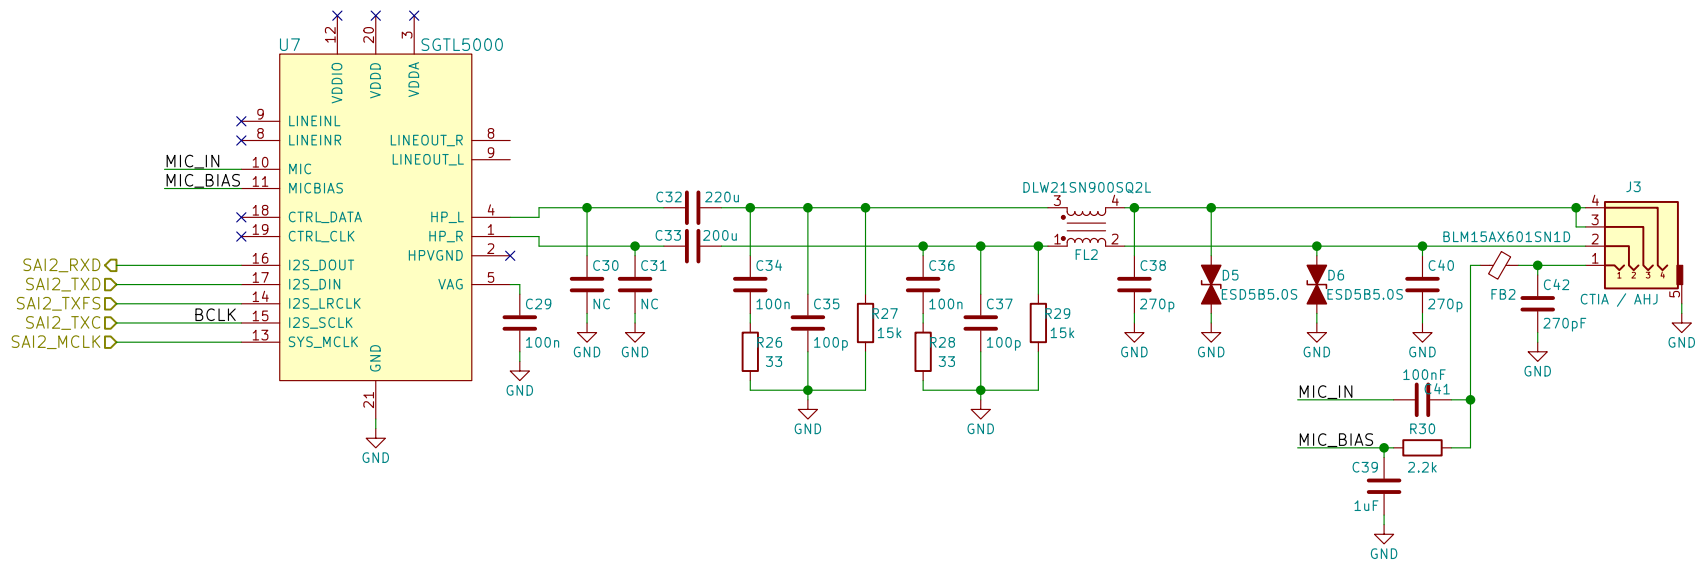 U7
SGTL5000
12
20
3
VDDIO
VDDD
VDDA
9 LINEINL
8 LINEINR
LINEOUT_R 8
LINEOUT_L 9
MIC_IN 10 MIC
MIC_BIAS 11 MICBIAS
18 CTRL_DATA
19 CTRL_CLK
HP_L 4
HP_R 1
HPVGND 2
VAG 5
SAI2_RXD 16 I2S_DOUT
SAI2_TXD 17 I2S_DIN
SAI2_TXFS 14 I2S_LRCLK
SAI2_TXC BCLK 15 I2S_SCLK
SAI2_MCLK 13 SYS_MCLK
GND
21
GND
C29
100n
GND
C30
NC
GND
C31
NC
GND
C32 220u
C33 200u
C34
100n
R26
33
C35
100p
R27
15k
GND
C36
100n
R28
33
C37
100p
R29
15k
GND
DLW21SN900SQ2L
3 4
1 2
FL2
C38
270p
GND
D5
ESD5B5.0S
GND
D6
ESD5B5.0S
GND
C40
270p
GND
BLM15AX601SN1D
FB2
C42
270pF
GND
J3
4
3
2
1
1 2 3 4
5
CTIA / AHJ
GND
100nF
C41
MIC_IN
R30
MIC_BIAS
2.2k
C39
1uF
GND